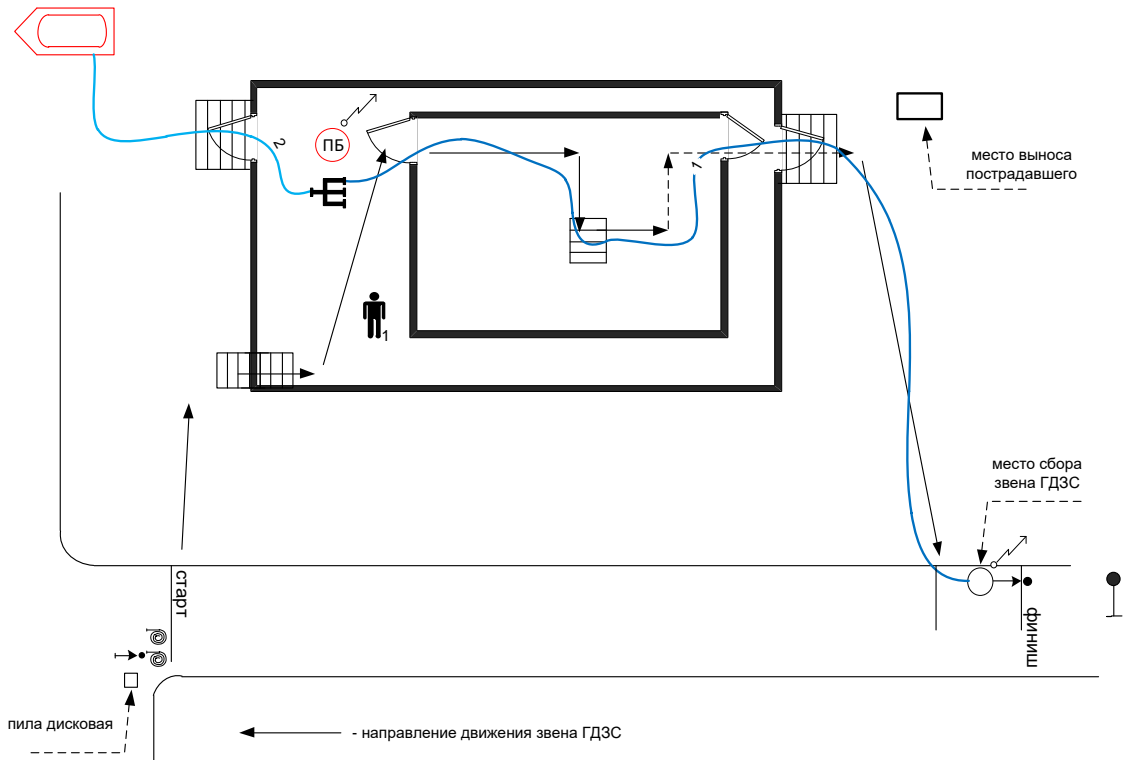 2
ПБ
1
место выноса
пострадавшего
1
место сбора
звена ГДЗС
старт
финиш
пила дисковая
- направление движения звена ГДЗС